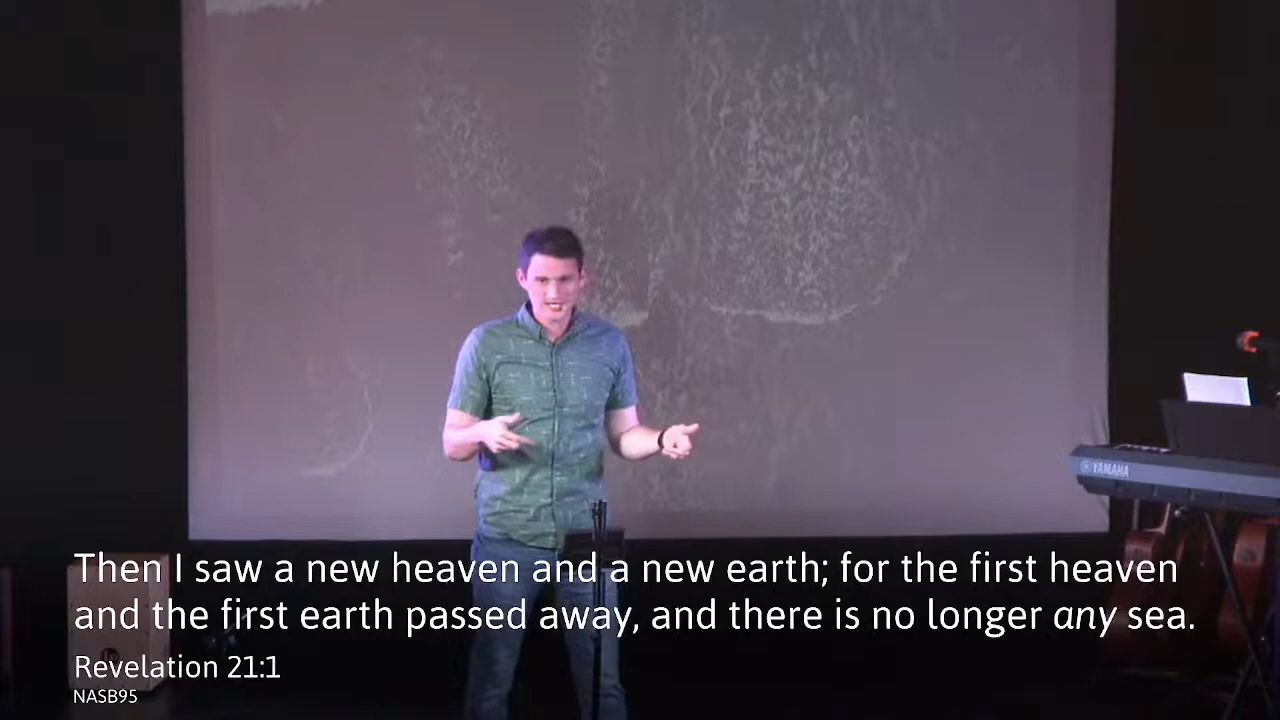 YAMAHA
Then I saw a new heaven and a new earth; for the first heaven
and the first earth passed away, and there is no longer any sea.
Revelation 21:1
NASB95